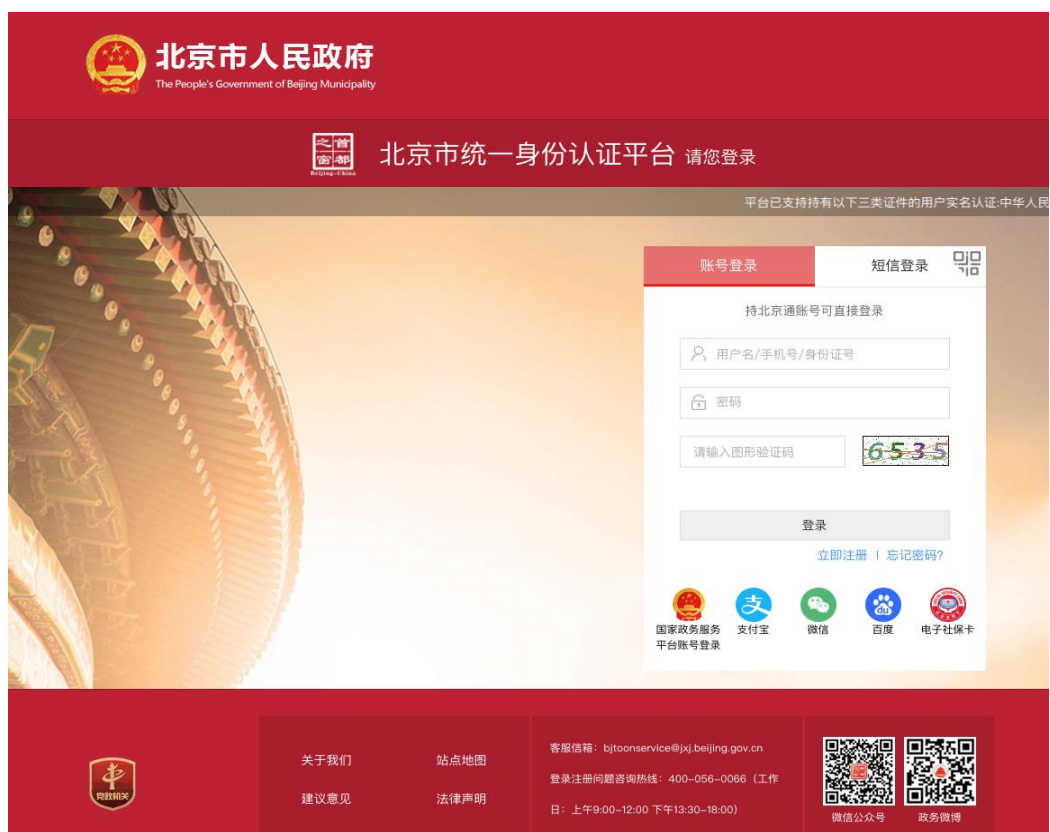 北京市人民政府
The People's Government of Beijing Municipality
首都之窗
Beijing-China
北京市统一身份认证平台 请您登录
平台已支持持有以下三类证件的用户实名认证:中华人民
账号登录
短信登录
持北京通账号可直接登录
用户名/手机号/身份证号
密码
请输入图形验证码
6535
登录
立即注册 | 忘记密码?
国家政务服务平台账号登录
支付宝
微信
百度
电子社保卡
关于我们
站点地图
建议意见
法律声明
客服信箱：bjtoonservice@jxj.beijing.gov.cn
登录注册问题咨询热线：400-056-0066（工作
日：上午9:00-12:00 下午13:30-18:00）
党政机关
微信公众号
政务微博